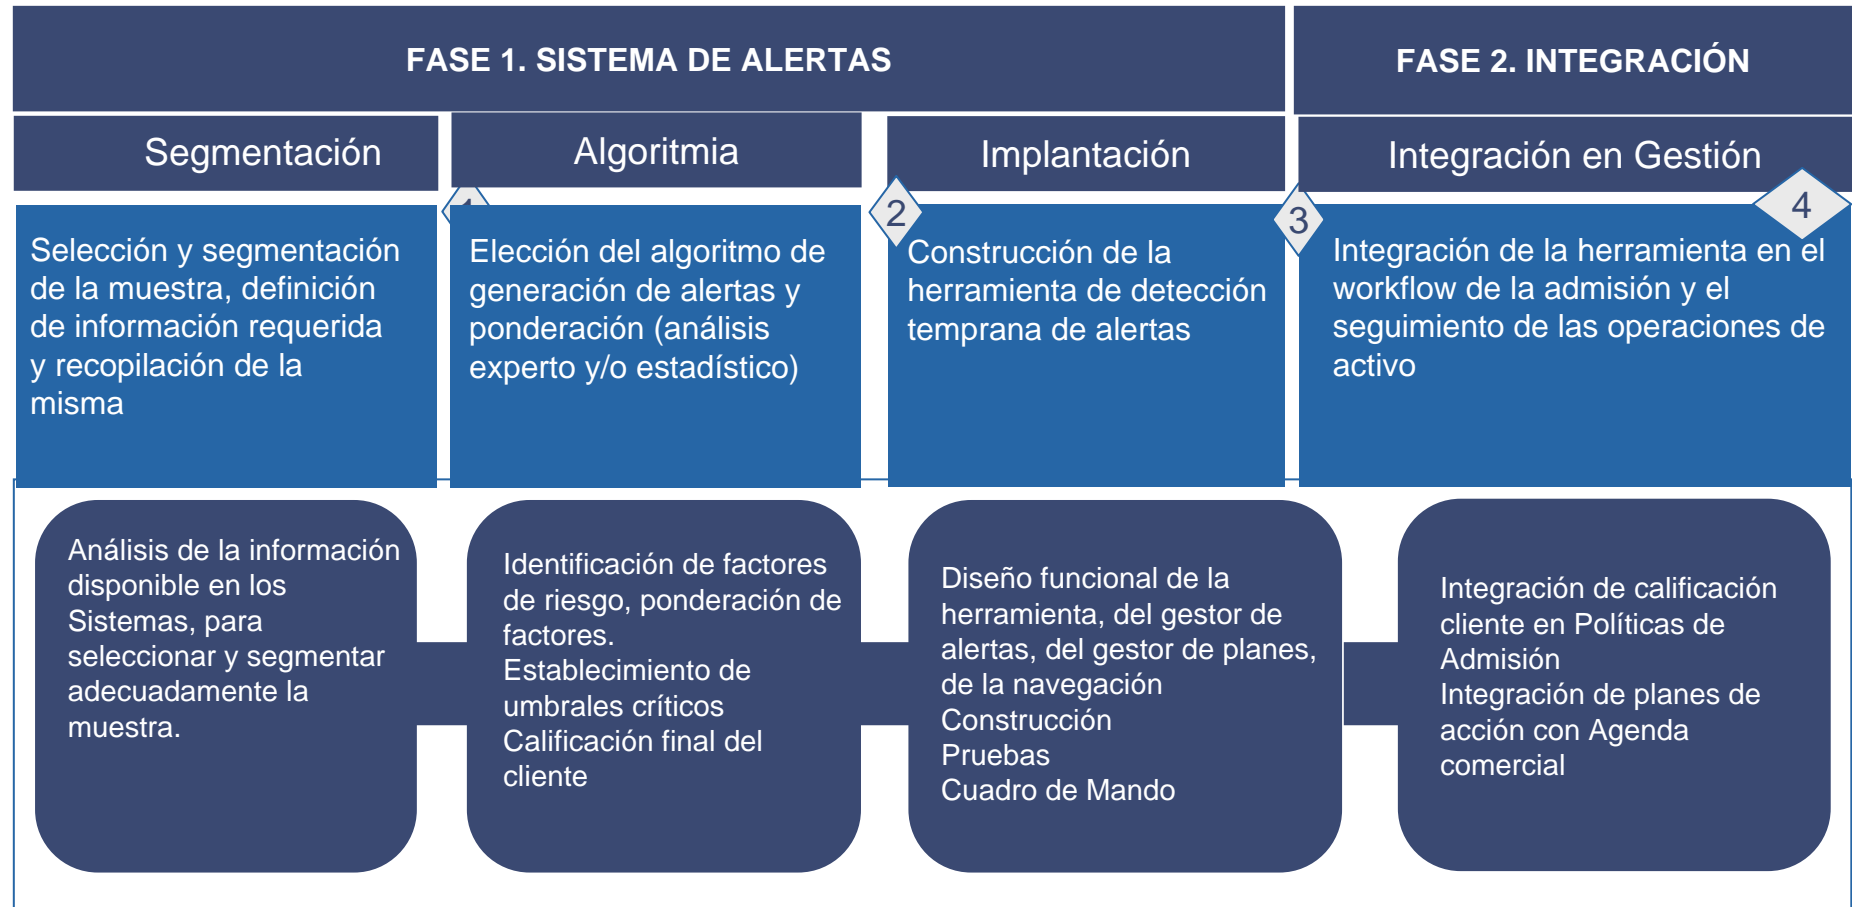 FASE 1. SISTEMA DE ALERTAS
FASE 2. INTEGRACIÓN
Segmentación
Algoritmia
Implantación
Integración en Gestión
2
3
4
Selección y segmentación
de la muestra, definición
de información requerida
y recopilación de la
misma
Elección del algoritmo de
generación de alertas y
ponderación (análisis
experto y/o estadístico)
Construcción de la
herramienta de detección
temprana de alertas
Integración de la herramienta en el
workflow de la admisión y el
seguimiento de las operaciones de
activo
Análisis de la información
disponible en los
Sistemas, para
seleccionar y segmentar
adecuadamente la
muestra.
Identificación de factores
de riesgo, ponderación de
factores.
Establecimiento de
umbrales críticos
Calificación final del
cliente
Diseño funcional de la
herramienta, del gestor de
alertas, del gestor de planes,
de la navegación
Construcción
Pruebas
Cuadro de Mando
Integración de calificación
cliente en Políticas de
Admisión
Integración de planes de
acción con Agenda
comercial